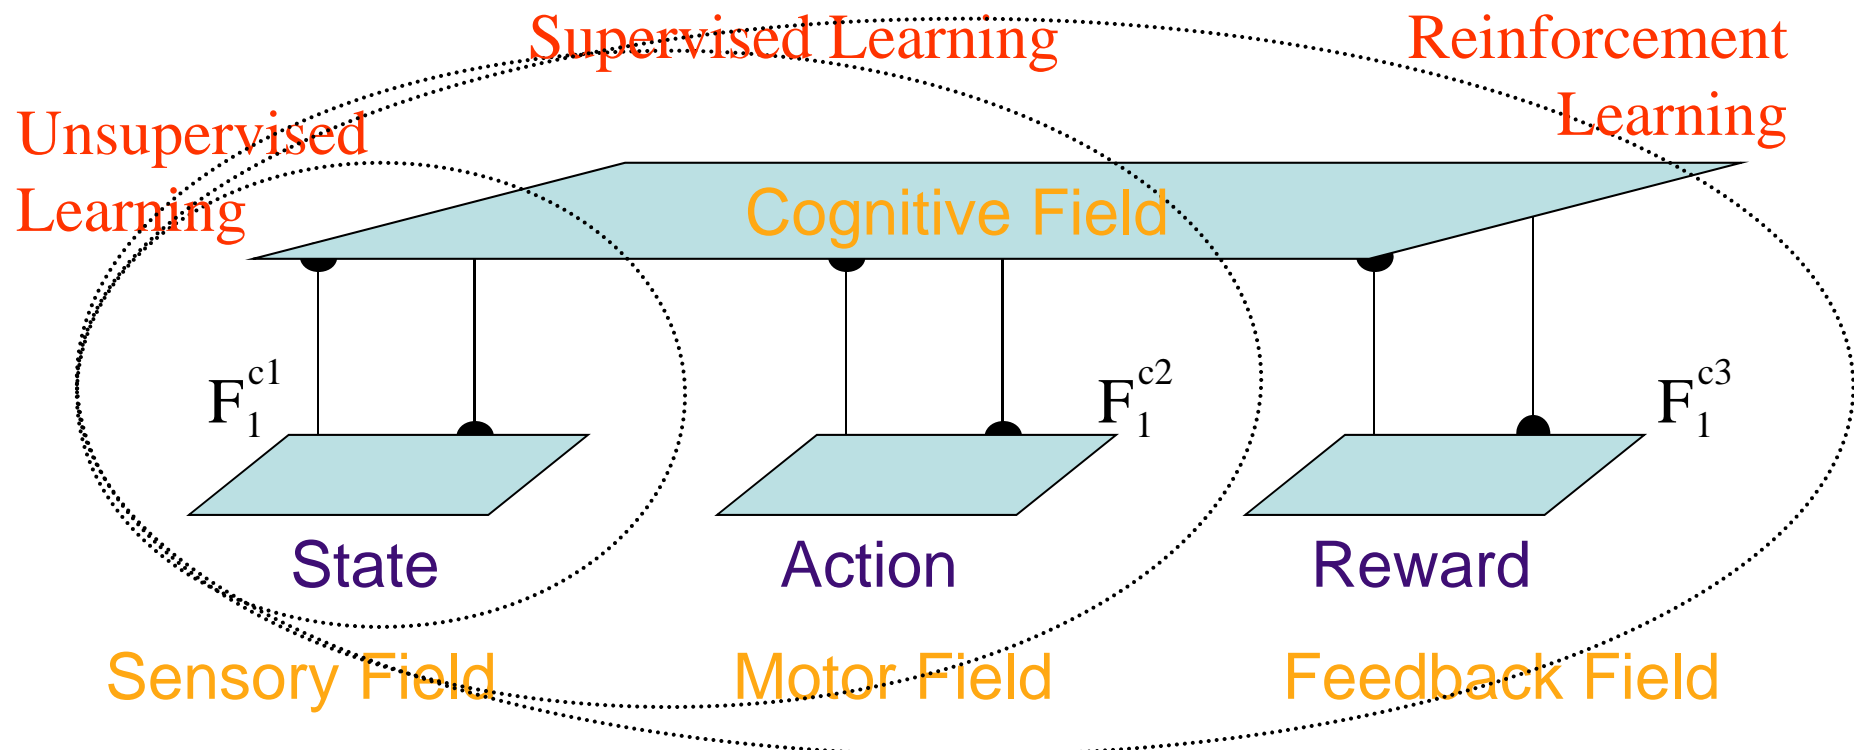 Supervised Learning
Reinforcement
Learning
Unsupervised
Learning
Cognitive Field
F₁ᶜ¹
F₁ᶜ²
F₁ᶜ³
State
Action
Reward
Sensory Field
Motor Field
Feedback Field